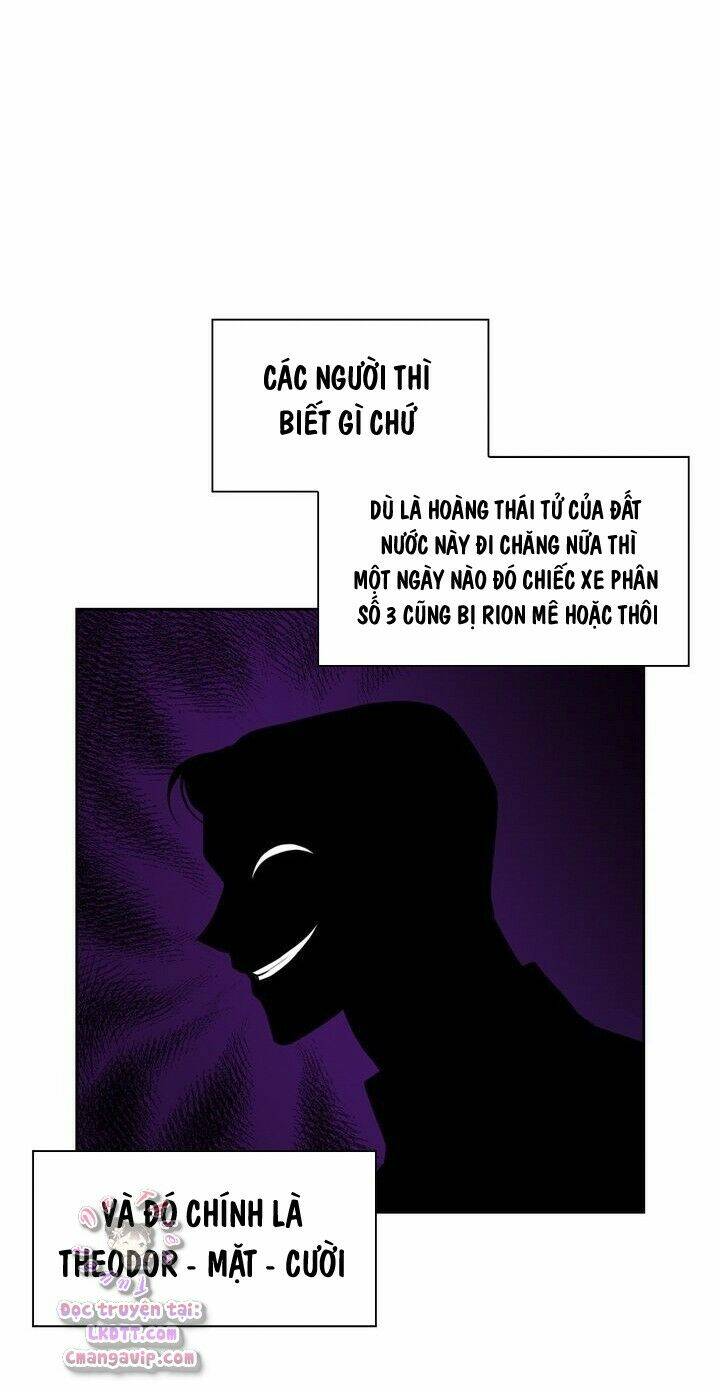 CÁC NGƯỜI THÌ
BIẾT GÌ CHỨ
DÙ LÀ HOÀNG THÁI TỬ CỦA ĐẤT
NƯỚC NÀY ĐI CHĂNG NỮA THÌ
MỘT NGÀY NÀO ĐÓ CHIẾC XE PHÂN
SỐ 3 CŨNG BỊ RION MÊ HOẶC THÔI
VÀ ĐÓ CHÍNH LÀ
THEODOR - MẶT - CƯỜI
Đọc truyện tại:
LKDTT.com
Cmangavip.com